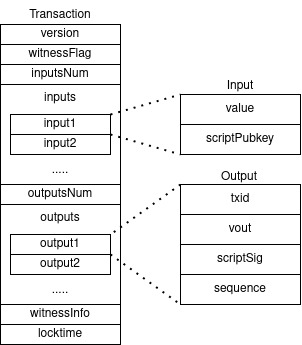 Transaction
version
witnessFlag
inputsNum
inputs
input1
input2
.....
outputsNum
outputs
output1
output2
.....
witnessInfo
locktime
Input
value
scriptPubkey
Output
txid
vout
scriptSig
sequence